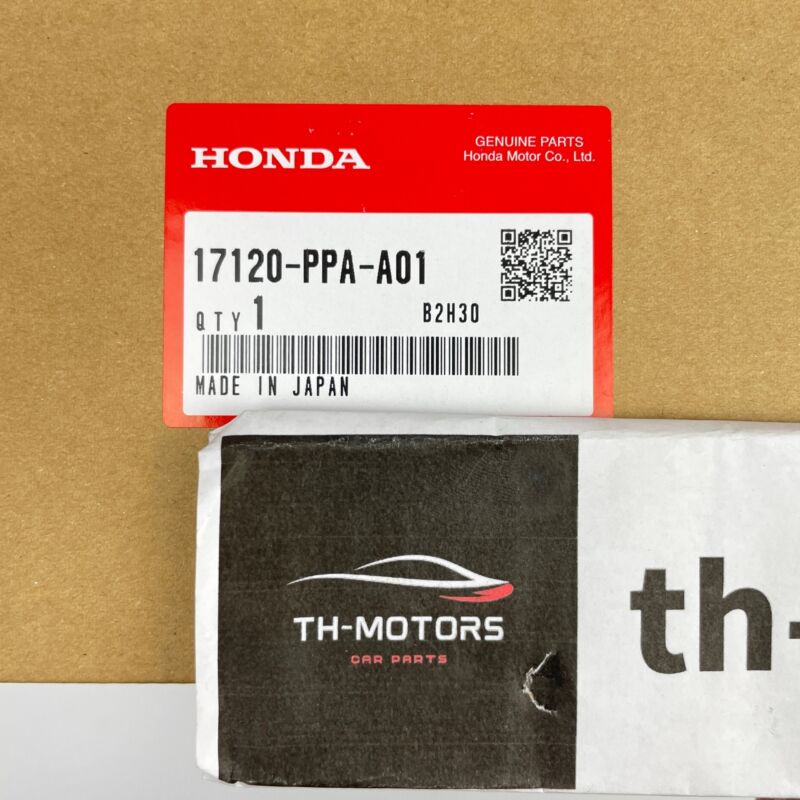 HONDA
GENUINE PARTS
Honda Motor Co., Ltd.
17120-PPA-A01
QTY 1
B2H30
MADE IN JAPAN
TH-MOTORS
CAR PARTS
th-